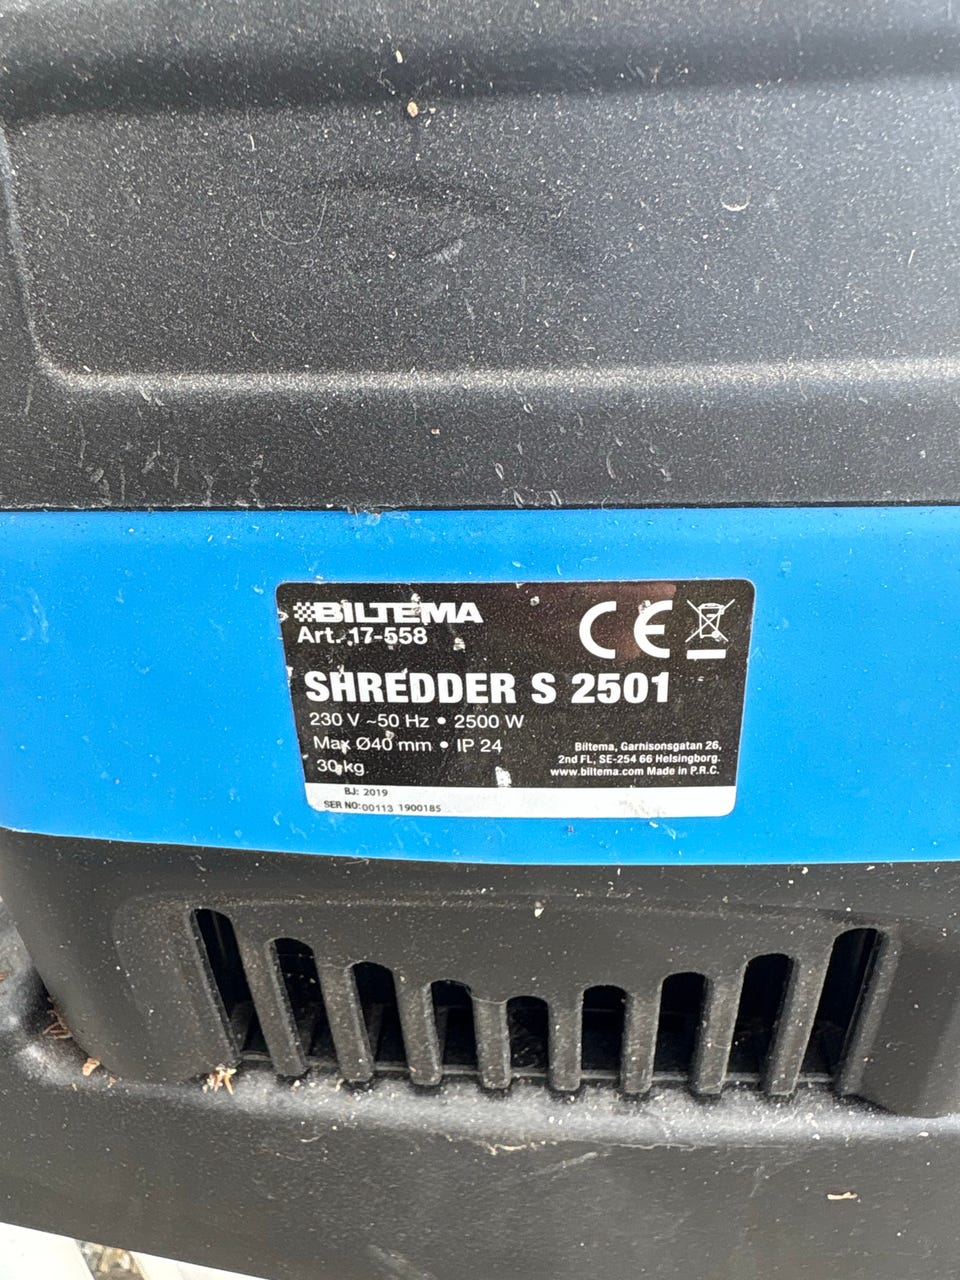 BILTEMA
Art. 17-558
SHREDDER S 2501
230 V ~50 Hz • 2500 W
Max Ø40 mm • IP 24
30 kg
Biltema, Garnisonsgatan 26,
2nd FL, SE-254 66 Helsingborg.
www.biltema.com Made in P.R.C.
BJ: 2019
SER NO: 00113 1900185
CE